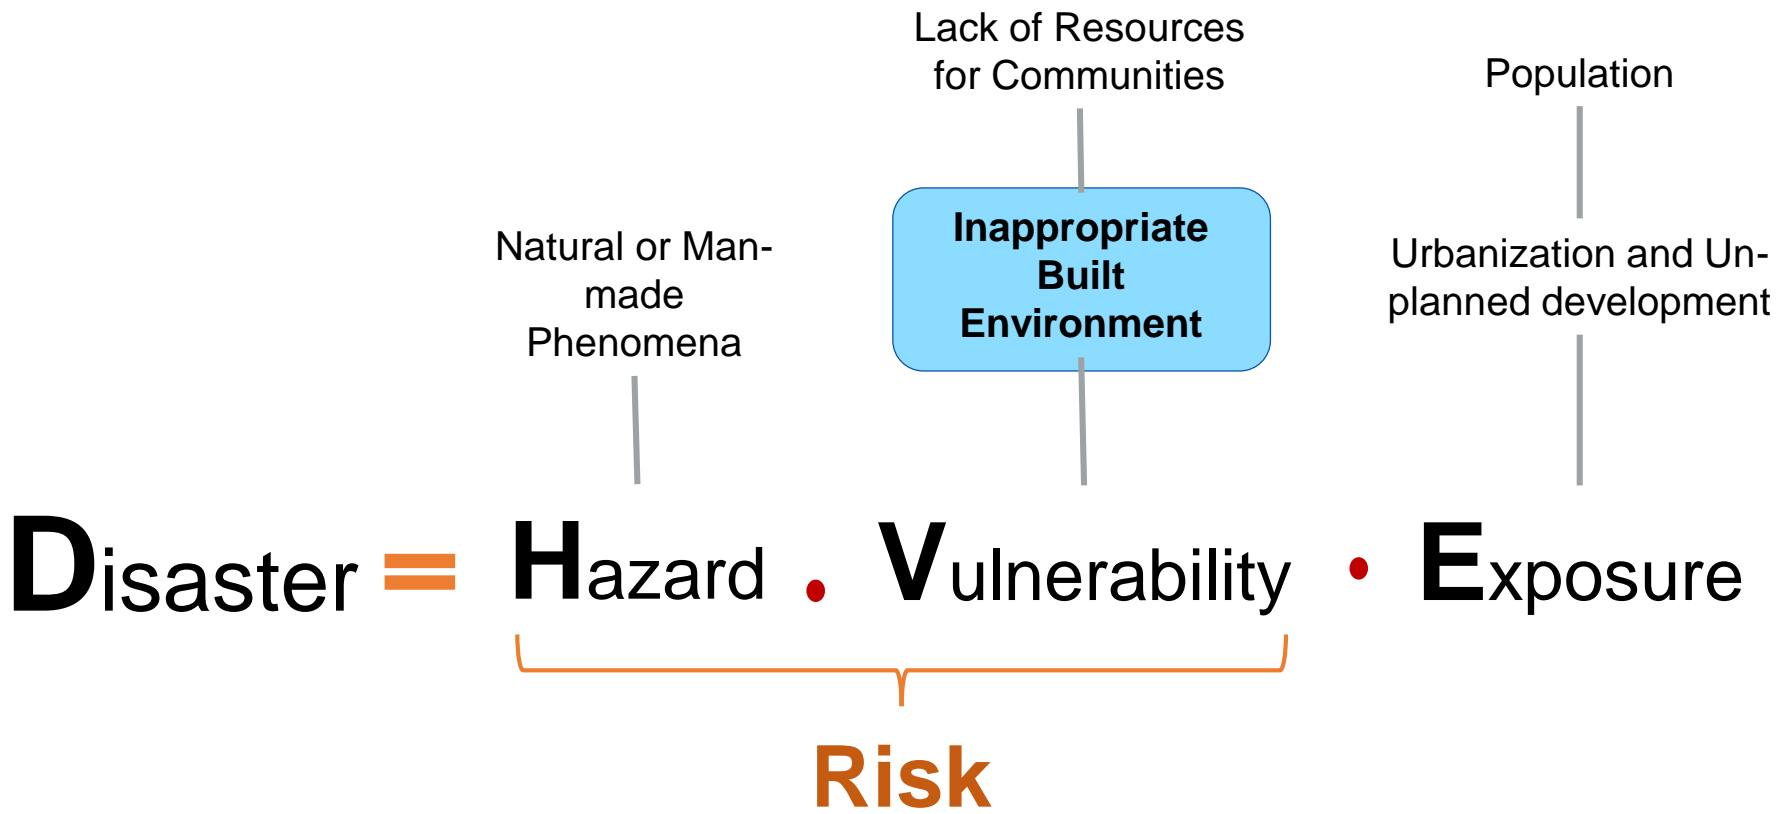 Lack of Resources
for Communities
Population
Natural or Man-
made
Phenomena
Inappropriate
Built
Environment
Urbanization and Un-
planned development
Disaster = Hazard . Vulnerability . Exposure
Risk